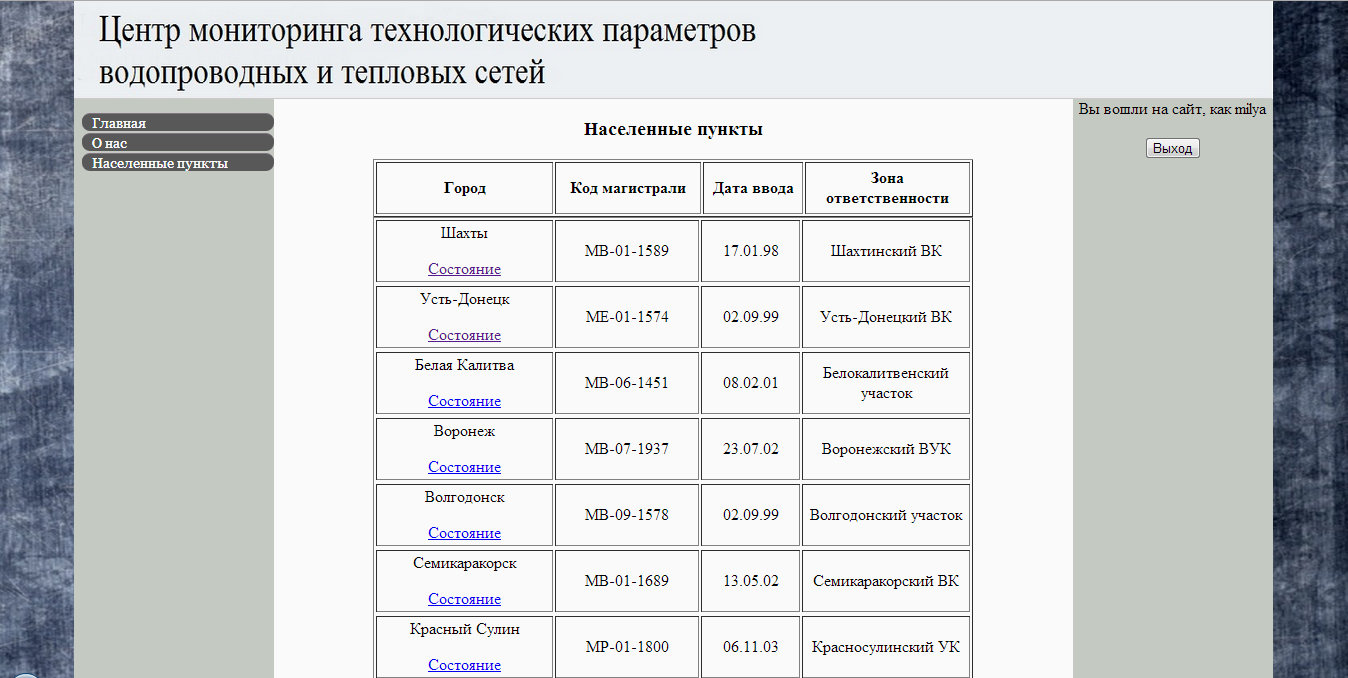 Центр мониторинга технологических параметров
водопроводных и тепловых сетей
Главная
О нас
Населенные пункты
Вы вошли на сайт, как milya
Выход
Населенные пункты
Город Код магистрали Дата ввода Зона ответственности
Шахты
Состояние
МВ-01-1589 17.01.98 Шахтинский ВК
Усть-Донецк
Состояние
МЕ-01-1574 02.09.99 Усть-Донецкий ВК
Белая Калитва
Состояние
МВ-06-1451 08.02.01 Белокалитвенский участок
Воронеж
Состояние
МВ-07-1937 23.07.02 Воронежский ВУК
Волгодонск
Состояние
МВ-09-1578 02.09.99 Волгодонский участок
Семикаракорск
Состояние
МВ-01-1689 13.05.02 Семикаракорский ВК
Красный Сулин
Состояние
МР-01-1800 06.11.03 Красносулинский УК